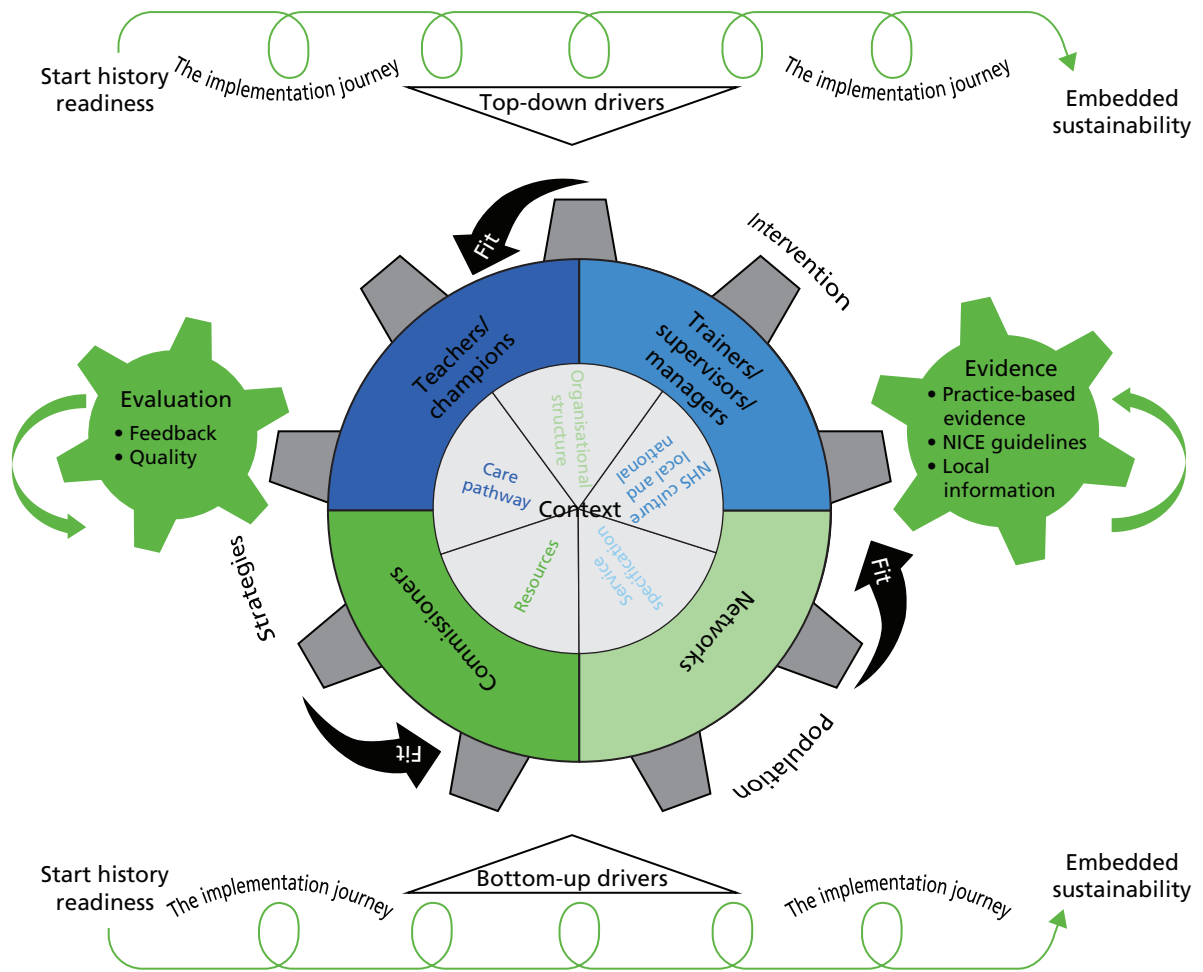 Start history
readiness
The implementation journey
Top-down drivers
The implementation journey
Embedded
sustainability
Fit
Intervention
Teachers/
champions
Trainers/
supervisors/
managers
Evaluation
• Feedback
• Quality
Evidence
• Practice-based
evidence
• NICE guidelines
• Local
information
Organisational
structure
NHS culture
local and
national
Care
pathway
Context
Resources
Service
specification
Strategies
Commissioners
Networks
Fit
Fit
Population
Bottom-up drivers
Start history
readiness
The implementation journey
The implementation journey
Embedded
sustainability